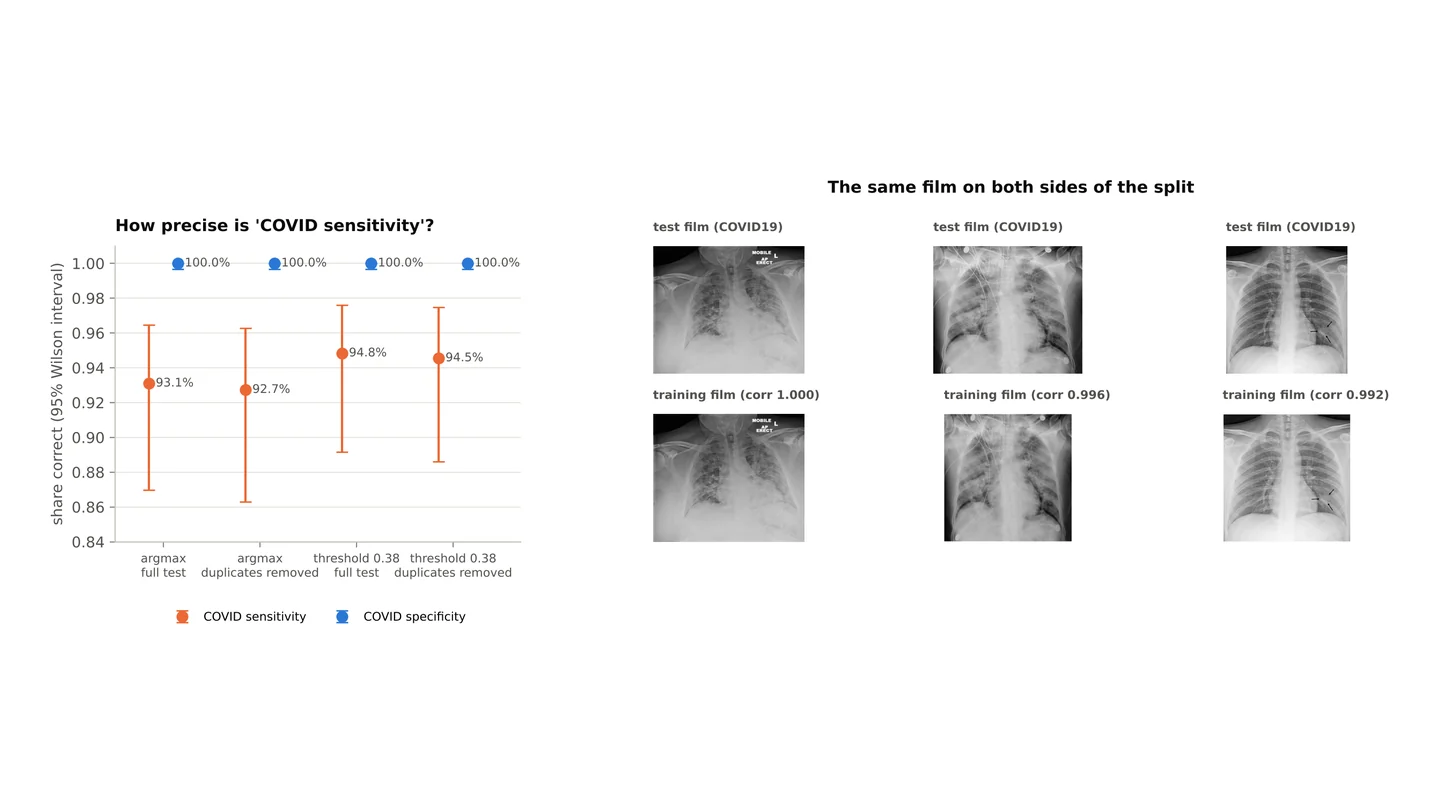 How precise is 'COVID sensitivity'?
share correct (95% Wilson interval)
1.00
0.98
0.96
0.94
0.92
0.90
0.88
0.86
0.84
100.0%
100.0%
100.0%
100.0%
93.1%
92.7%
94.8%
94.5%
argmax
full test
argmax
duplicates removed
threshold 0.38
full test
threshold 0.38
duplicates removed
COVID sensitivity
COVID specificity
The same film on both sides of the split
test film (COVID19)
test film (COVID19)
test film (COVID19)
MOBILE L
AP
ERECT
training film (corr 1.000)
training film (corr 0.996)
training film (corr 0.992)
MOBILE L
AP
ERECT